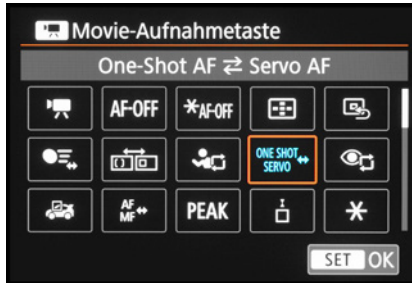 Movie-Aufnahmetaste
One-Shot AF ⇄ Servo AF
AF-OFF
*AF-OFF
ONE SHOT
SERVO
AF
MF
PEAK
SET OK